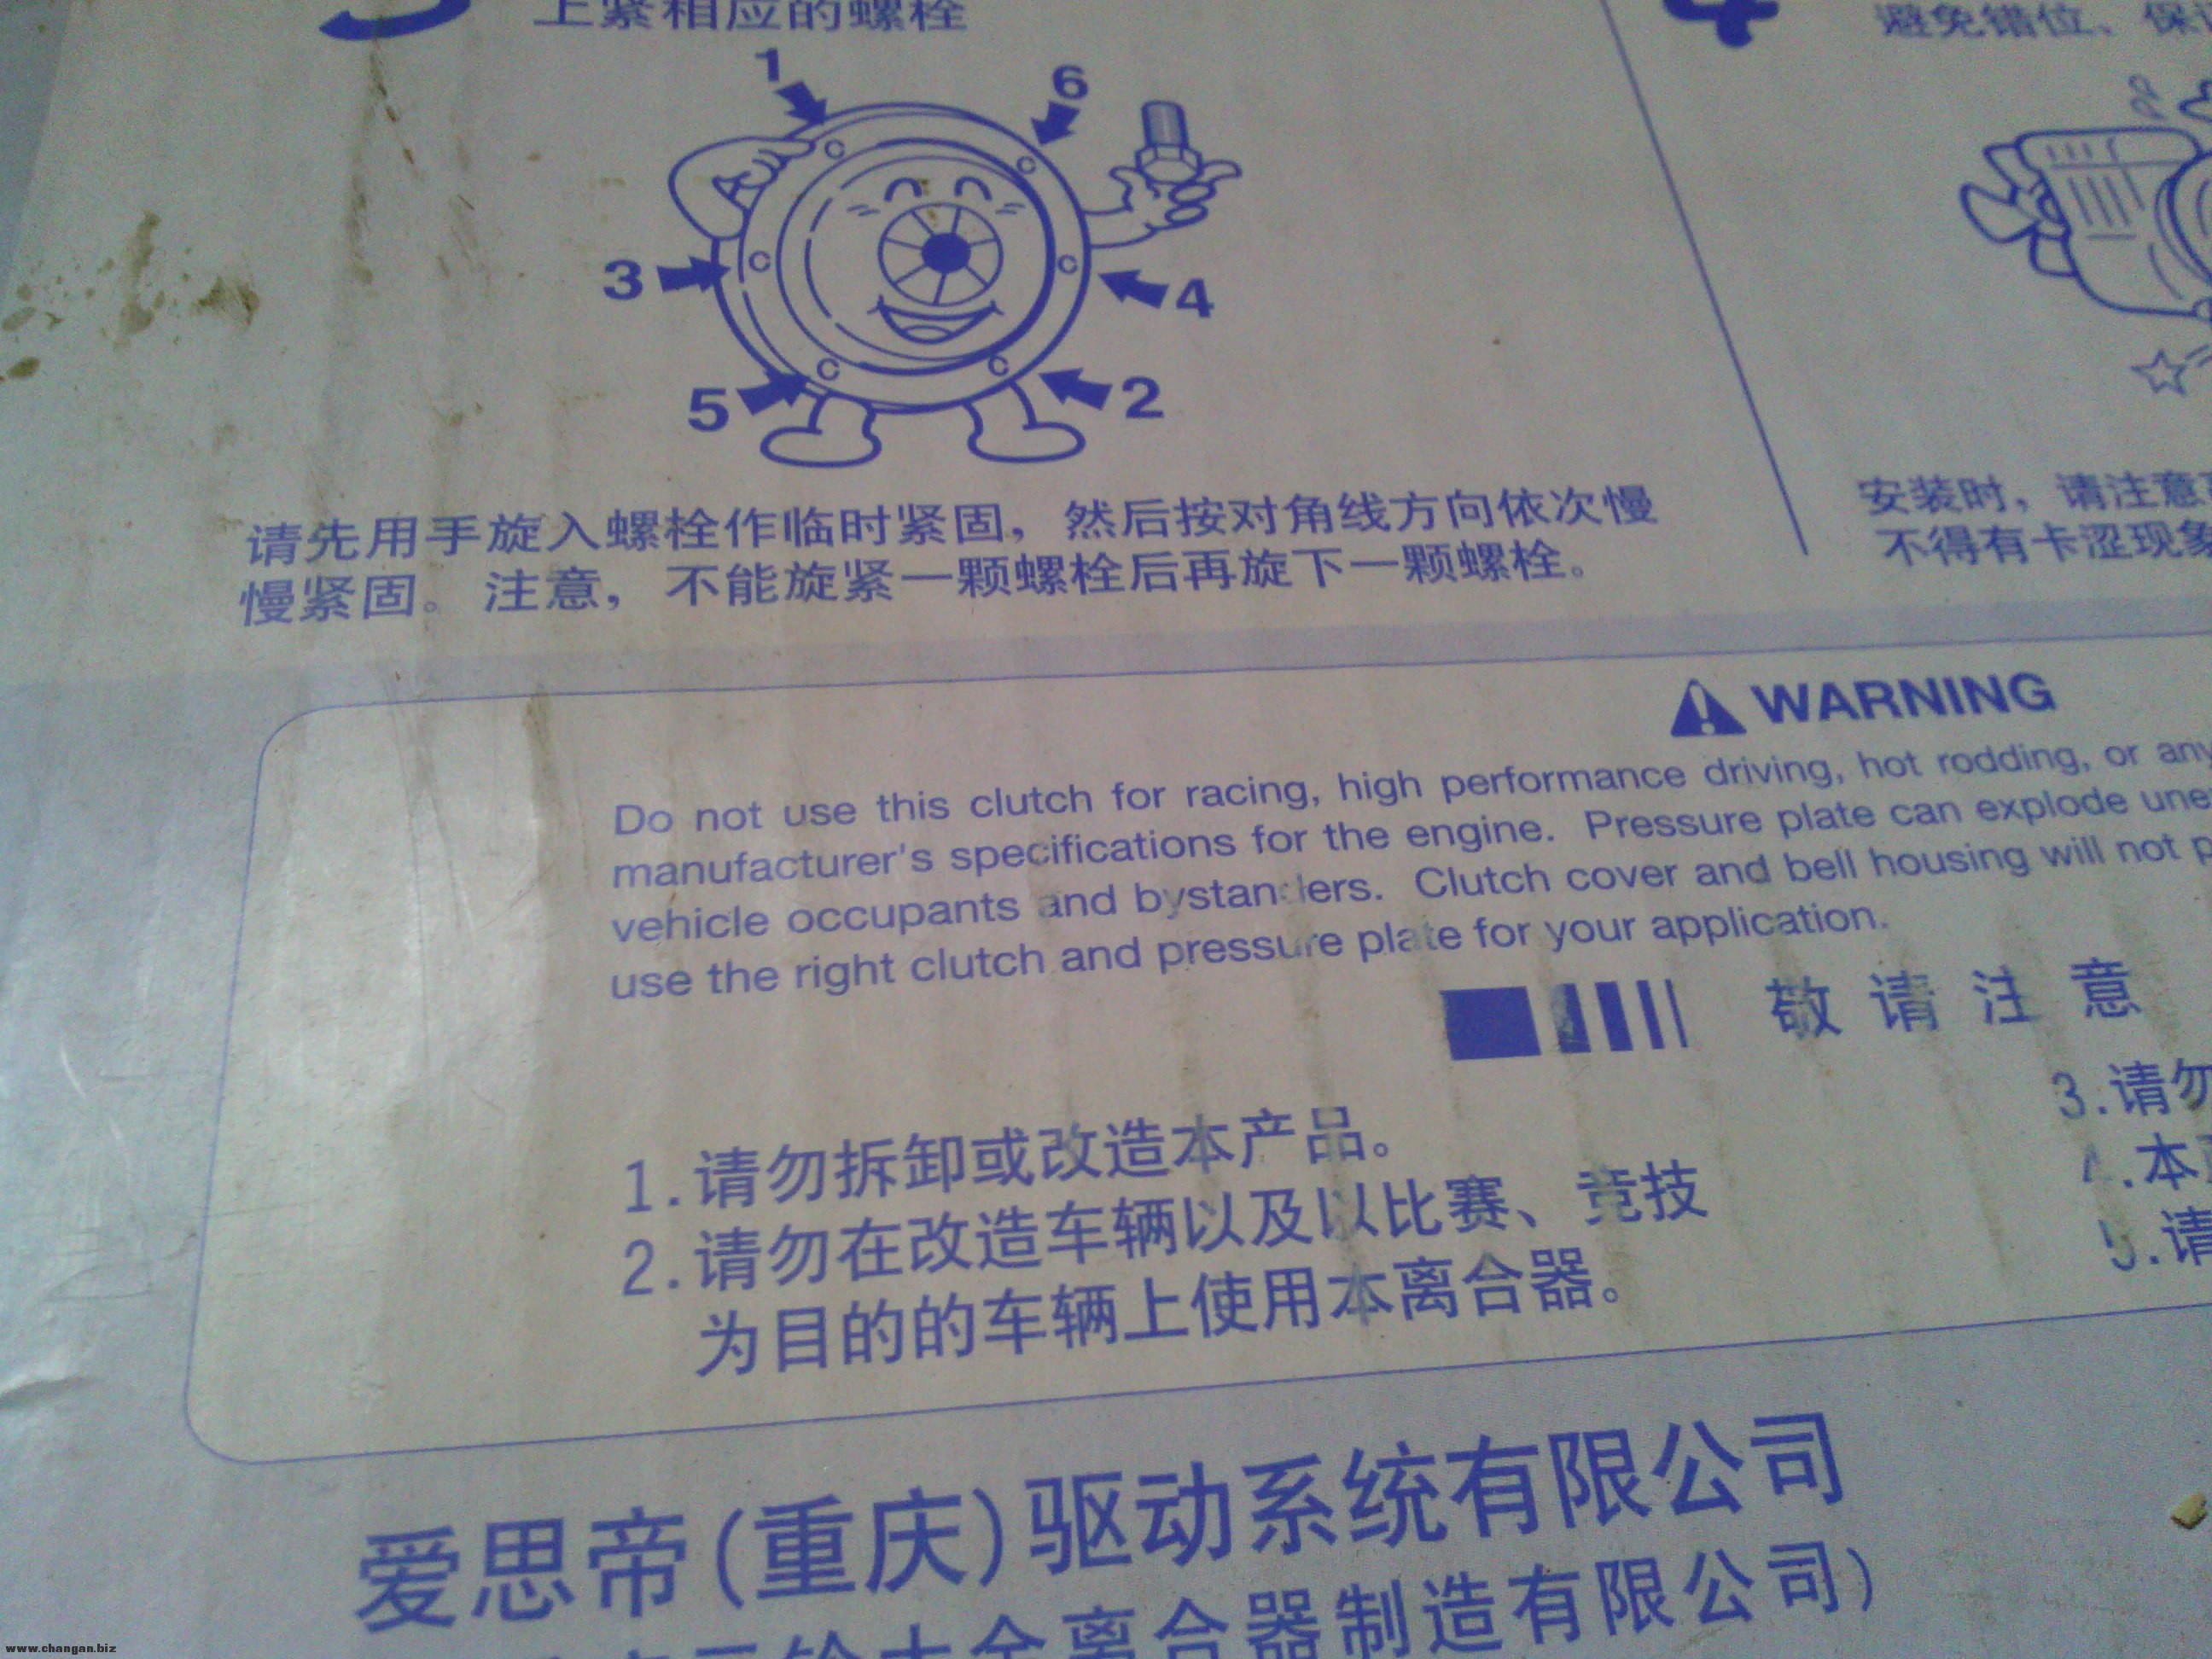 上紧相应的螺栓
4
避免错位、保
1
6
3
4
5
2
请先用手旋入螺栓作临时紧固，然后按对角线方向依次慢
慢紧固。注意，不能旋紧一颗螺栓后再旋下一颗螺栓。
安装时，请注意
不得有卡涩现象
WARNING
Do not use this clutch for racing, high performance driving, hot rodding, or any
manufacturer's specifications for the engine. Pressure plate can explode une
vehicle occupants and bystanders. Clutch cover and bell housing will not p
use the right clutch and pressure plate for your application.
敬请注意
1.请勿拆卸或改造本产品。
2.请勿在改造车辆以及以比赛、竞技
为目的的车辆上使用本离合器。
3.请勿
4.本
5.请
爱思帝(重庆)驱动系统有限公司
离合器制造有限公司)
www.changan.biz